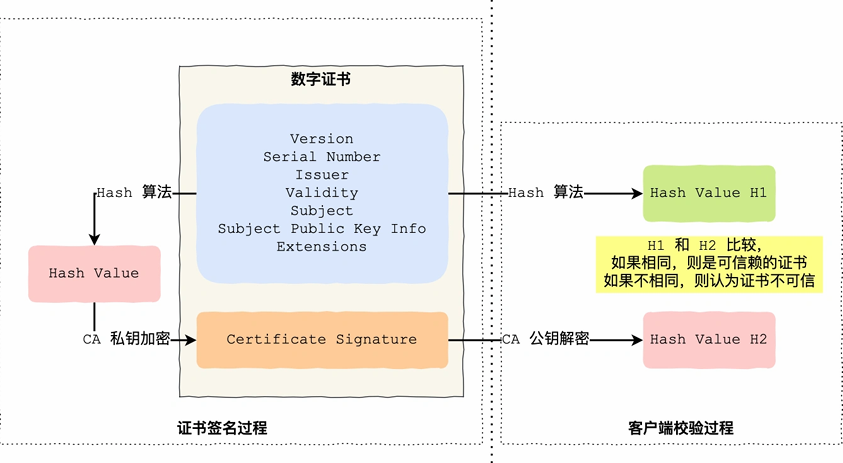 数字证书
Version
Serial Number
Issuer
Validity
Subject
Subject Public Key Info
Extensions
Hash 算法
Hash Value
CA 私钥加密
Certificate Signature
证书签名过程
Hash 算法
Hash Value H1
H1 和 H2 比较，
如果相同，则是可信赖的证书
如果不相同，则认为证书不可信
CA 公钥解密
Hash Value H2
客户端校验过程